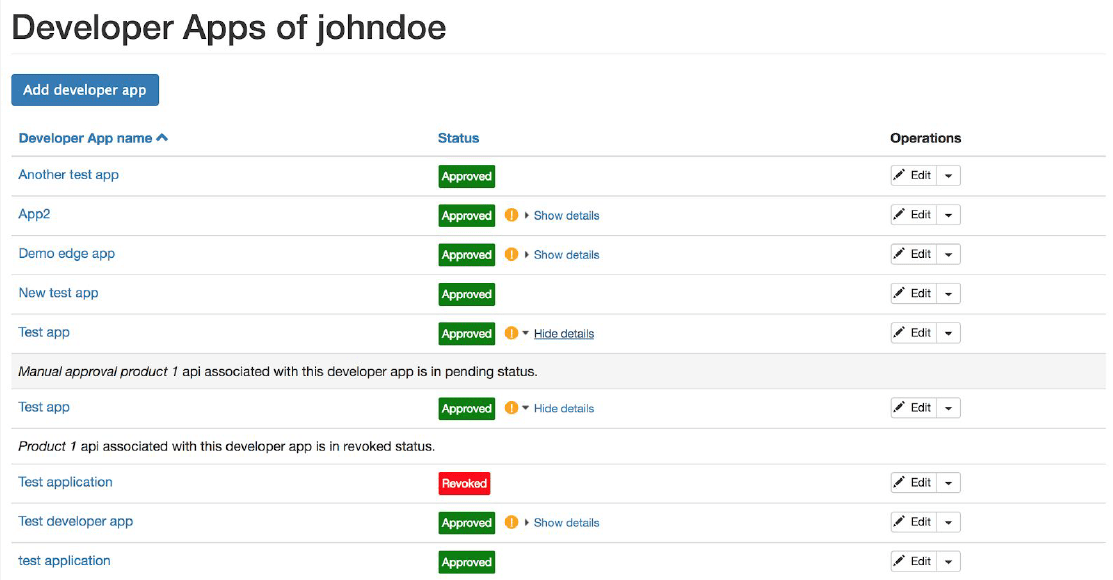 Developer Apps of johndoe
Add developer app
Developer App name Status Operations
Another test app Approved Edit
App2 Approved ! Show details Edit
Demo edge app Approved ! Show details Edit
New test app Approved Edit
Test app Approved ! Hide details Edit
Manual approval product 1 api associated with this developer app is in pending status.
Test app Approved ! Hide details Edit
Product 1 api associated with this developer app is in revoked status.
Test application Revoked Edit
Test developer app Approved ! Show details Edit
test application Approved Edit